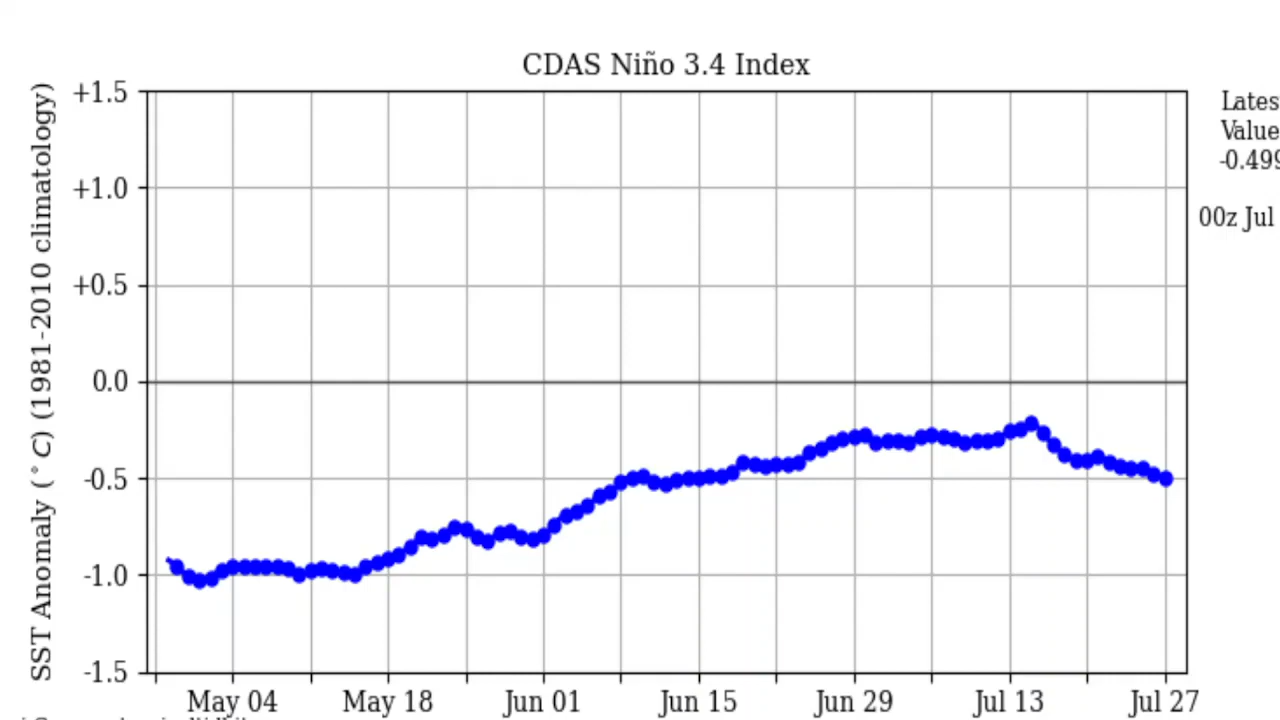 CDAS Niño 3.4 Index
SST Anomaly (°C) (1981-2010 climatology)
+1.5
+1.0
+0.5
0.0
-0.5
-1.0
-1.5
May 04
May 18
Jun 01
Jun 15
Jun 29
Jul 13
Jul 27
Lates
Value
-0.499
00z Jul